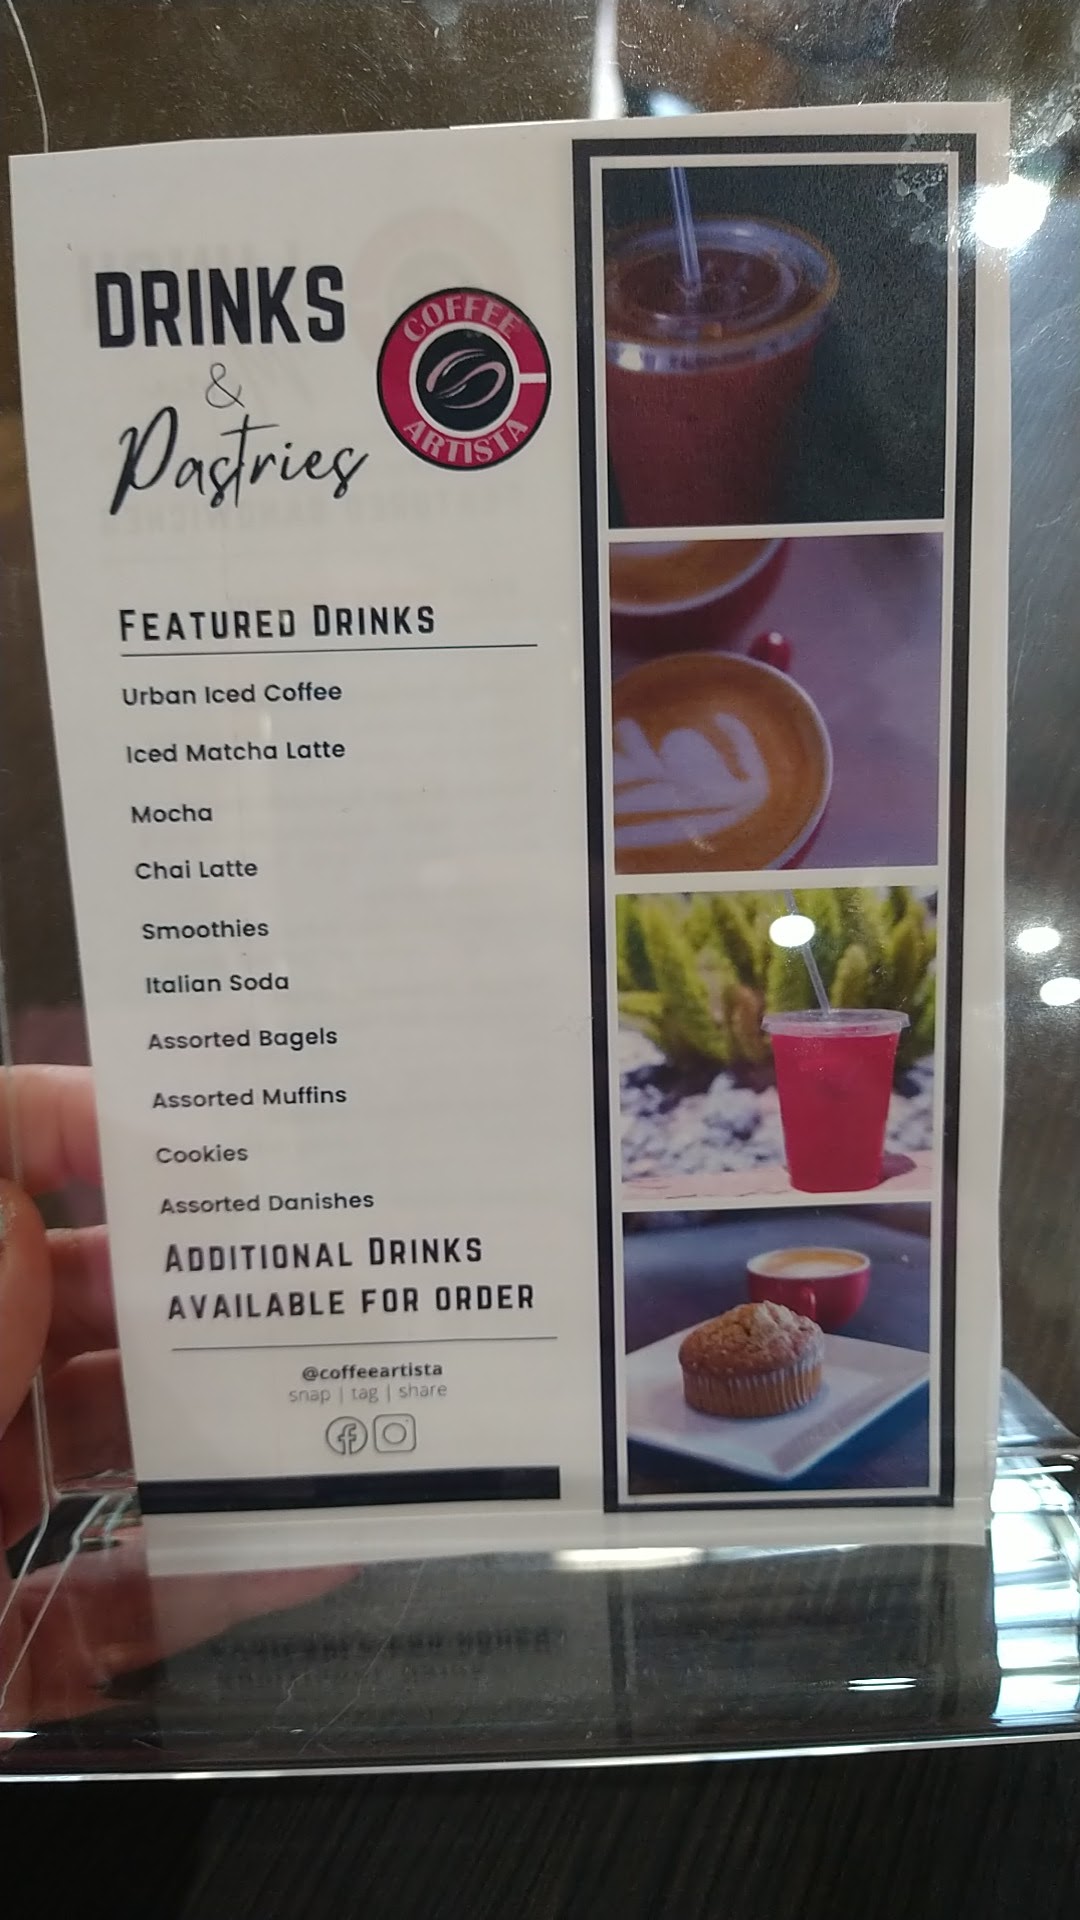 DRINKS
&
Pastries
COFFEE
ARTISTA
FEATURED DRINKS
Urban Iced Coffee
Iced Matcha Latte
Mocha
Chai Latte
Smoothies
Italian Soda
Assorted Bagels
Assorted Muffins
Cookies
Assorted Danishes
ADDITIONAL DRINKS
AVAILABLE FOR ORDER
@coffeeartista
snap | tag | share